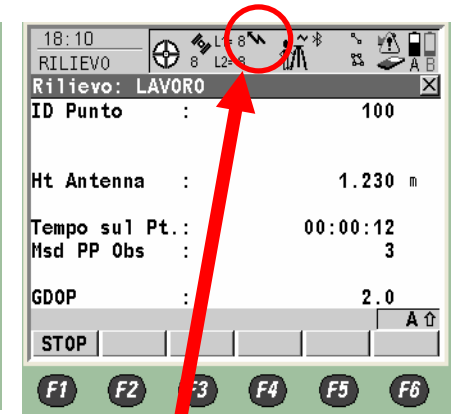 18:10
L1= 8
RILIEVO
8 L2= 8
A B
Rilievo: LAVORO
ID Punto : 100
Ht Antenna : 1.230 m
Tempo sul Pt.: 00:00:12
Msd PP Obs : 3
GDOP : 2.0
A
STOP
F1 F2 F3 F4 F5 F6